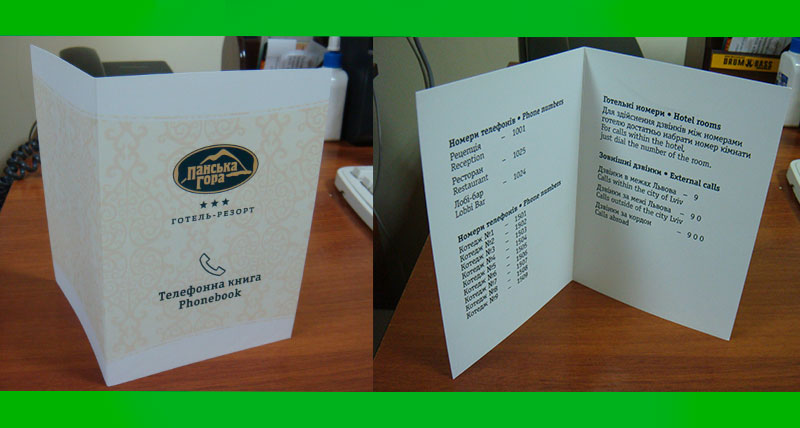 Панська
Гора
ГОТЕЛЬ-РЕЗОРТ
Телефонна книга
Phonebook
Номери телефонів • Phone numbers
Рецепція – 1001
Reception
Ресторан – 1025
Restaurant
Лобі-бар – 1024
Lobbi Bar
Номери телефонів • Phone numbers
Котедж №1 – 1501
Котедж №2 – 1502
Котедж №3 – 1503
Котедж №4 – 1504
Котедж №5 – 1505
Котедж №6 – 1506
Котедж №7 – 1507
Котедж №8 – 1508
Котедж №9 – 1509
Готельні номери • Hotel rooms
Для здійснення дзвінків між номерами
готелю достатньо набрати номер кімнати
For calls within the hotel,
just dial the number of the room.
Зовнішні дзвінки • External calls
Дзвінки в межах Львова – 9
Calls within the city of Lviv
Дзвінки за межі Львова – 90
Calls outside of the city Lviv
Дзвінки за кордон – 900
Calls abroad